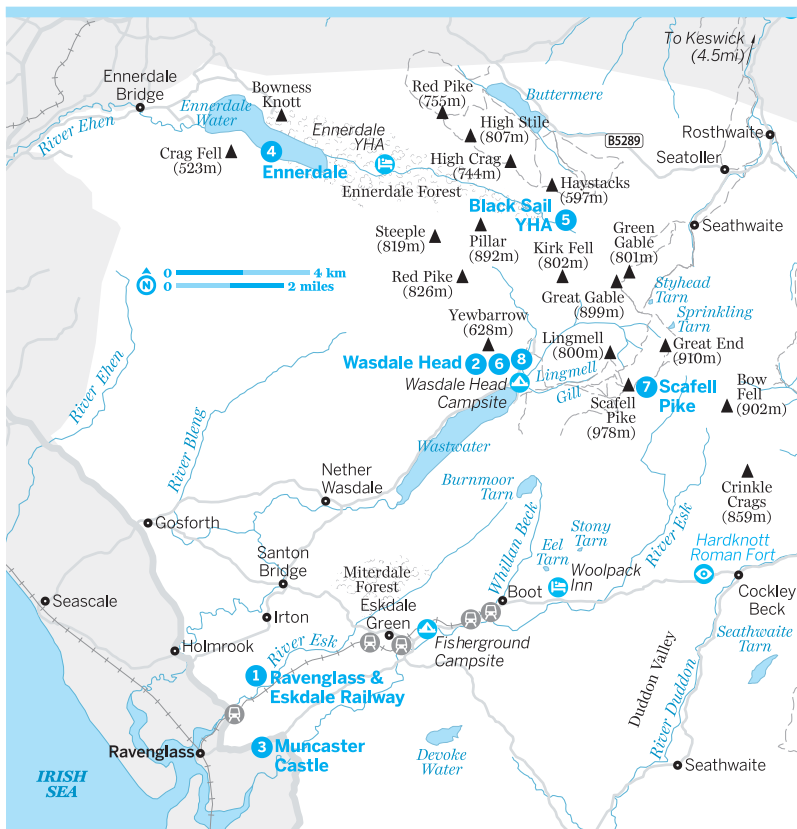 To Keswick
(4.5mi)
Ennerdale
Bridge
Bowness
Knott
Red Pike
(755m)
Buttermere
Ennerdale
Water
River Ehen
Ennerdale
YHA
High Stile
(807m)
B5289
Rosthwaite
Crag Fell
(523m)
4
Ennerdale
High Crag
(744m)
Seatoller
Ennerdale Forest
Haystacks
(597m)
Black Sail
YHA
5
Green
Gable
(801m)
Seathwaite
Steeple
(819m)
Pillar
(892m)
Kirk Fell
(802m)
0 4 km
N
0 2 miles
Red Pike
(826m)
Great Gable
(899m)
Styhead
Tarn
Sprinkling
Tarn
Yewbarrow
(628m)
Lingmell
(800m)
Great End
(910m)
River Ehen
Wasdale Head
2 6 8
Wasdale Head
Campsite
Lingmell
Gill
Scafell
Pike
(978m)
7
Scafell
Pike
Bow
Fell
(902m)
River Bleng
Wastwater
Nether
Wasdale
Burnmoor
Tarn
Crinkle
Crags
(859m)
Gosforth
Whillan Beck
Eel
Tarn
Stony
Tarn
River Esk
Hardknott
Roman Fort
Santon
Bridge
Miterdale
Forest
Woolpack
Inn
Boot
Cockley
Beck
Seascale
Irton
Eskdale
Green
Fisherground
Campsite
Seathwaite
Tarn
Holmrook
River Esk
1
Ravenglass &
Eskdale Railway
Duddon Valley
River Duddon
Ravenglass
3
Muncaster
Castle
Devoke
Water
Seathwaite
IRISH
SEA